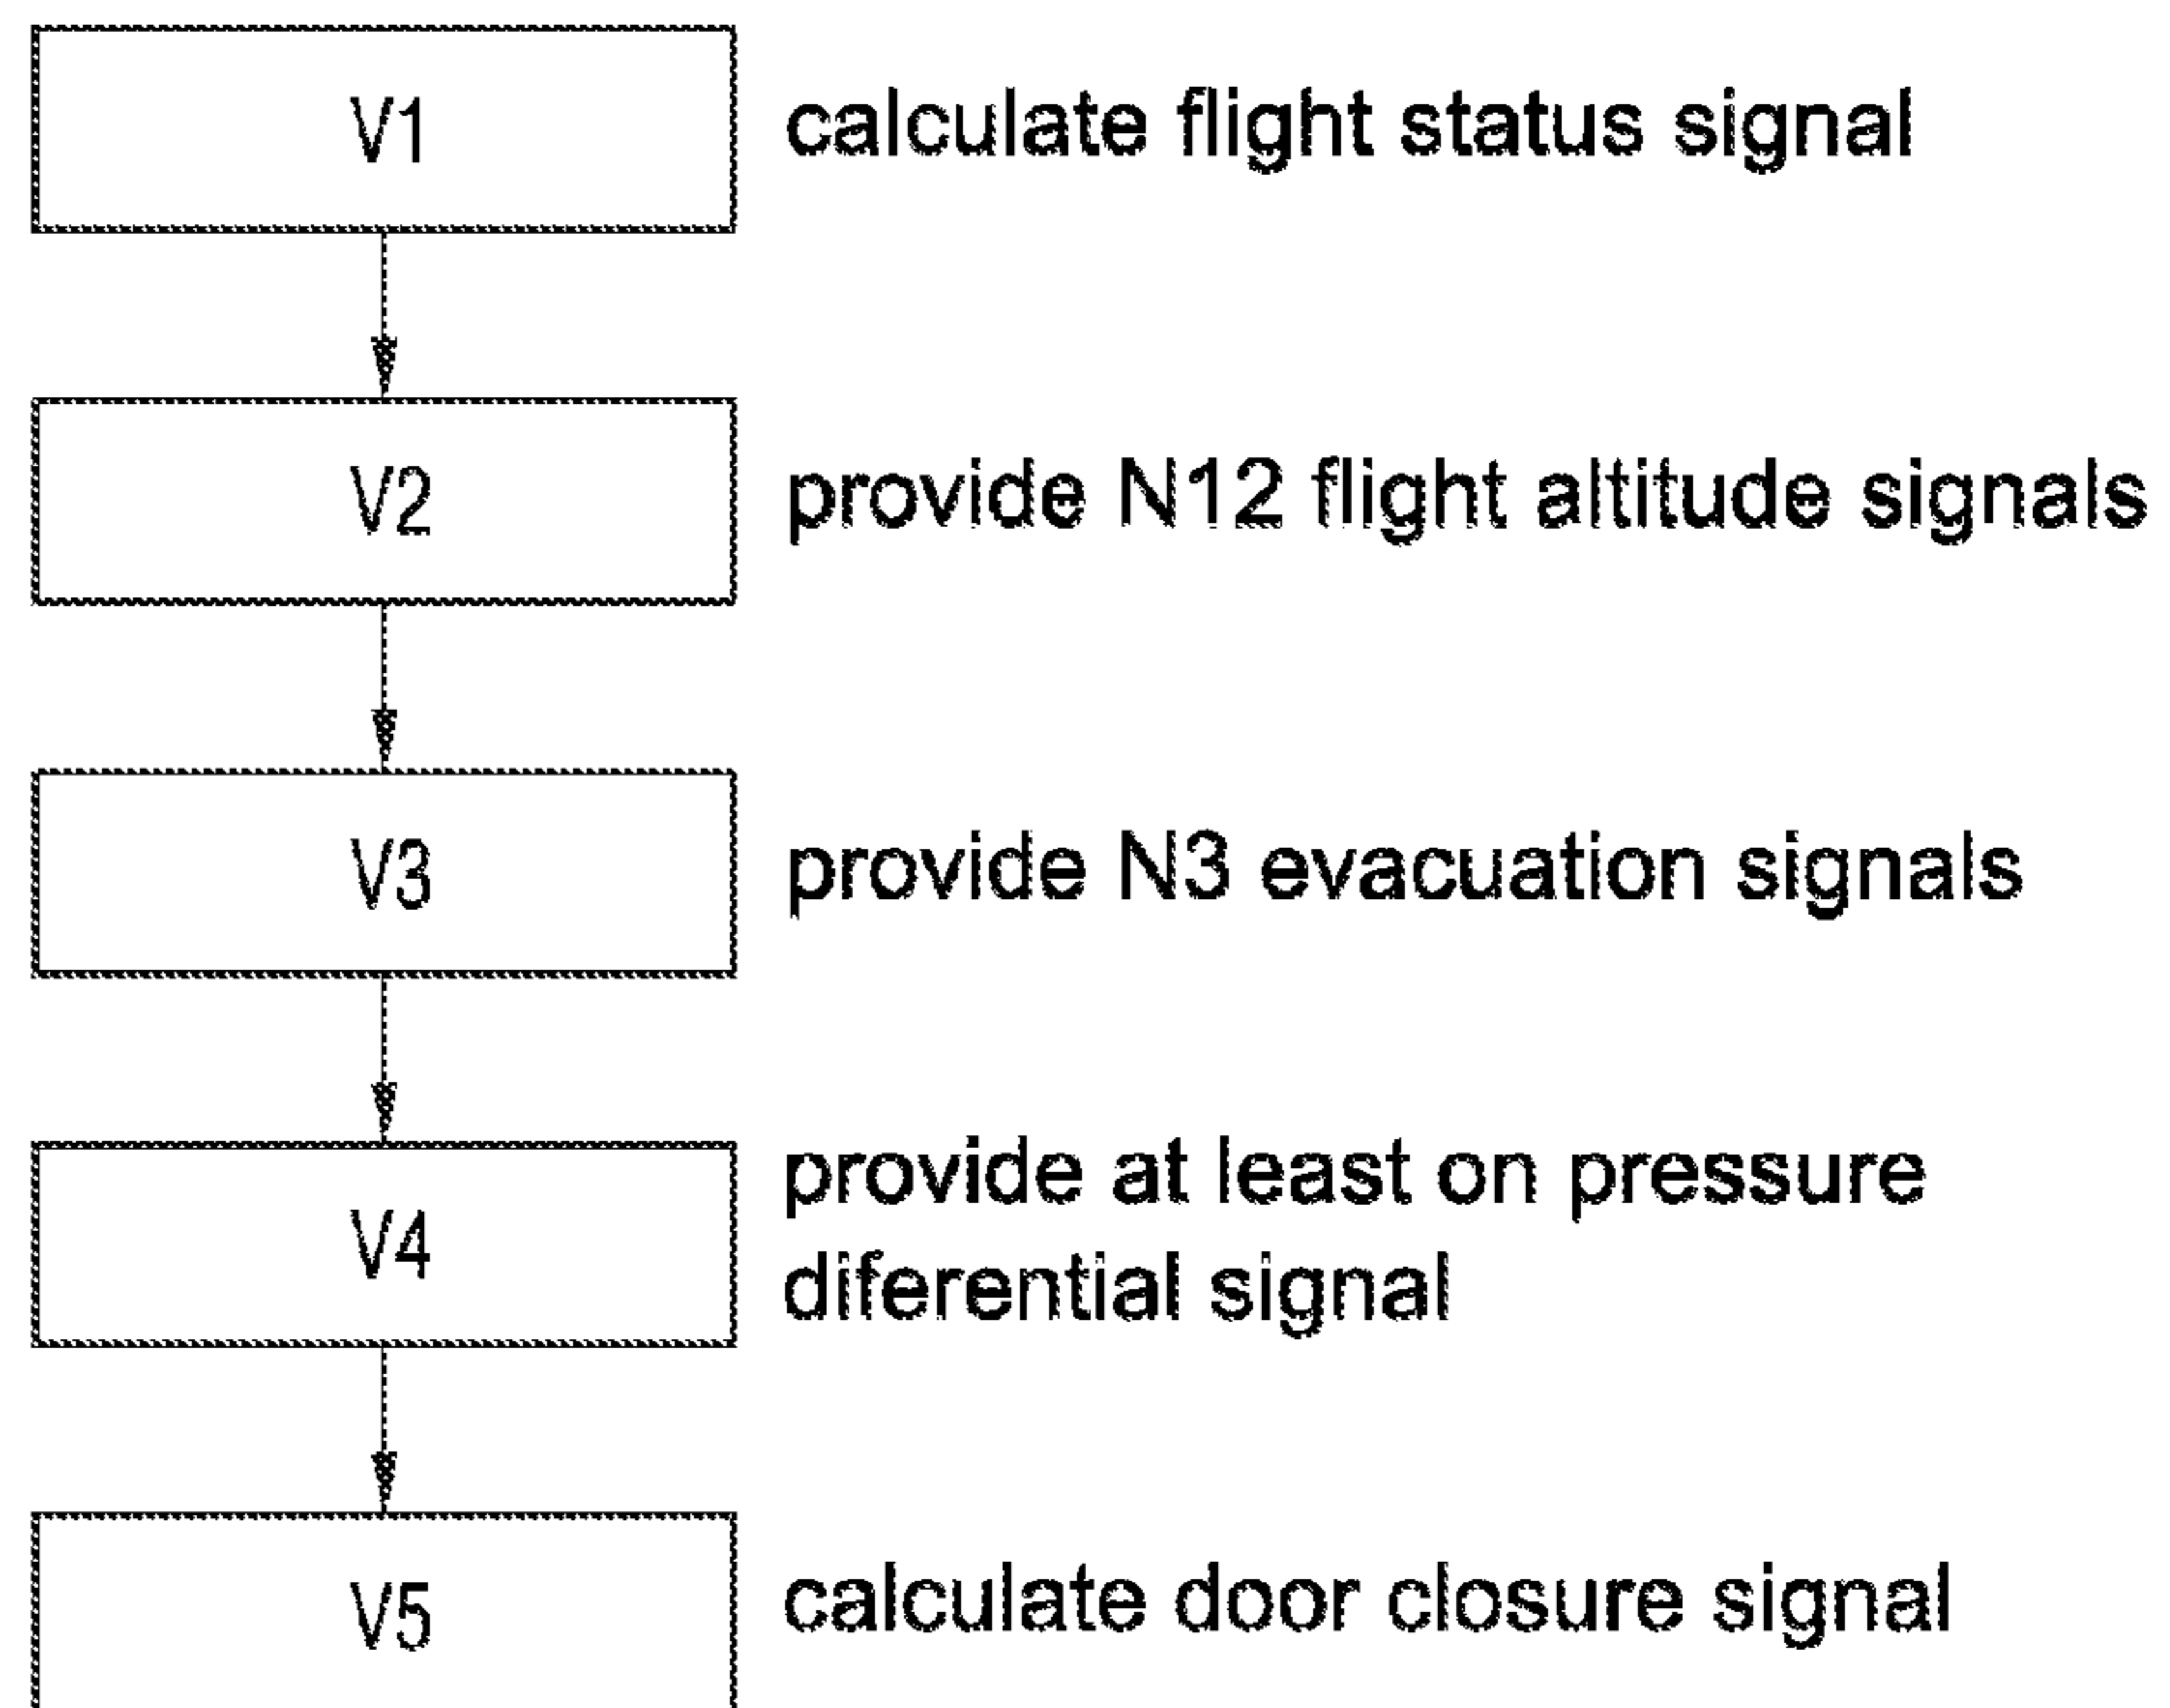 V1
calculate flight status signal
V2
provide N12 flight altitude signals
V3
provide N3 evacuation signals
V4
provide at least on pressure
diferential signal
V5
calculate door closure signal